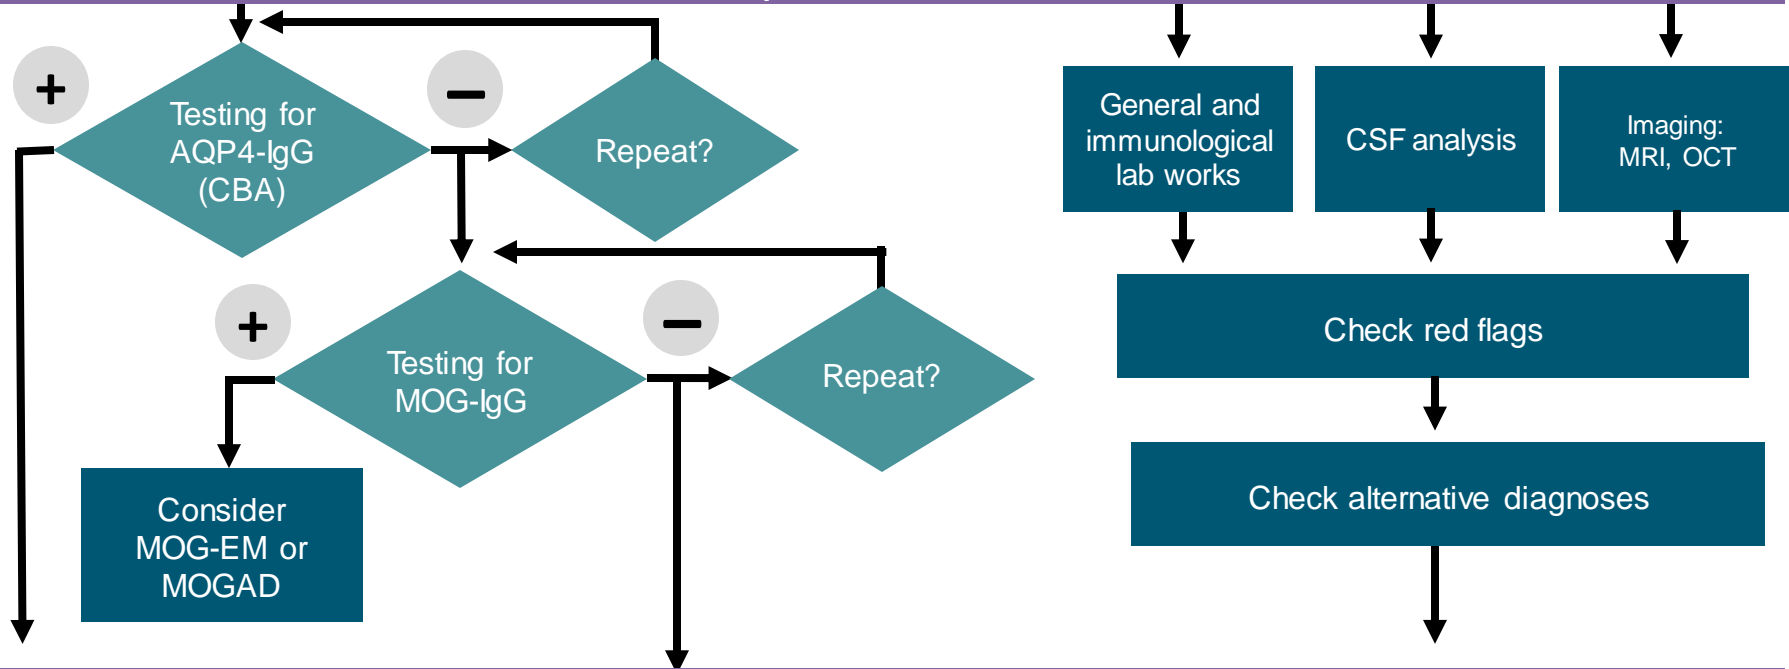 +
Testing for
AQP4-IgG
(CBA)
–
Repeat?
+
Testing for
MOG-IgG
–
Repeat?
Consider
MOG-EM or
MOGAD
General and
immunological
lab works
CSF analysis
Imaging:
MRI, OCT
Check red flags
Check alternative diagnoses